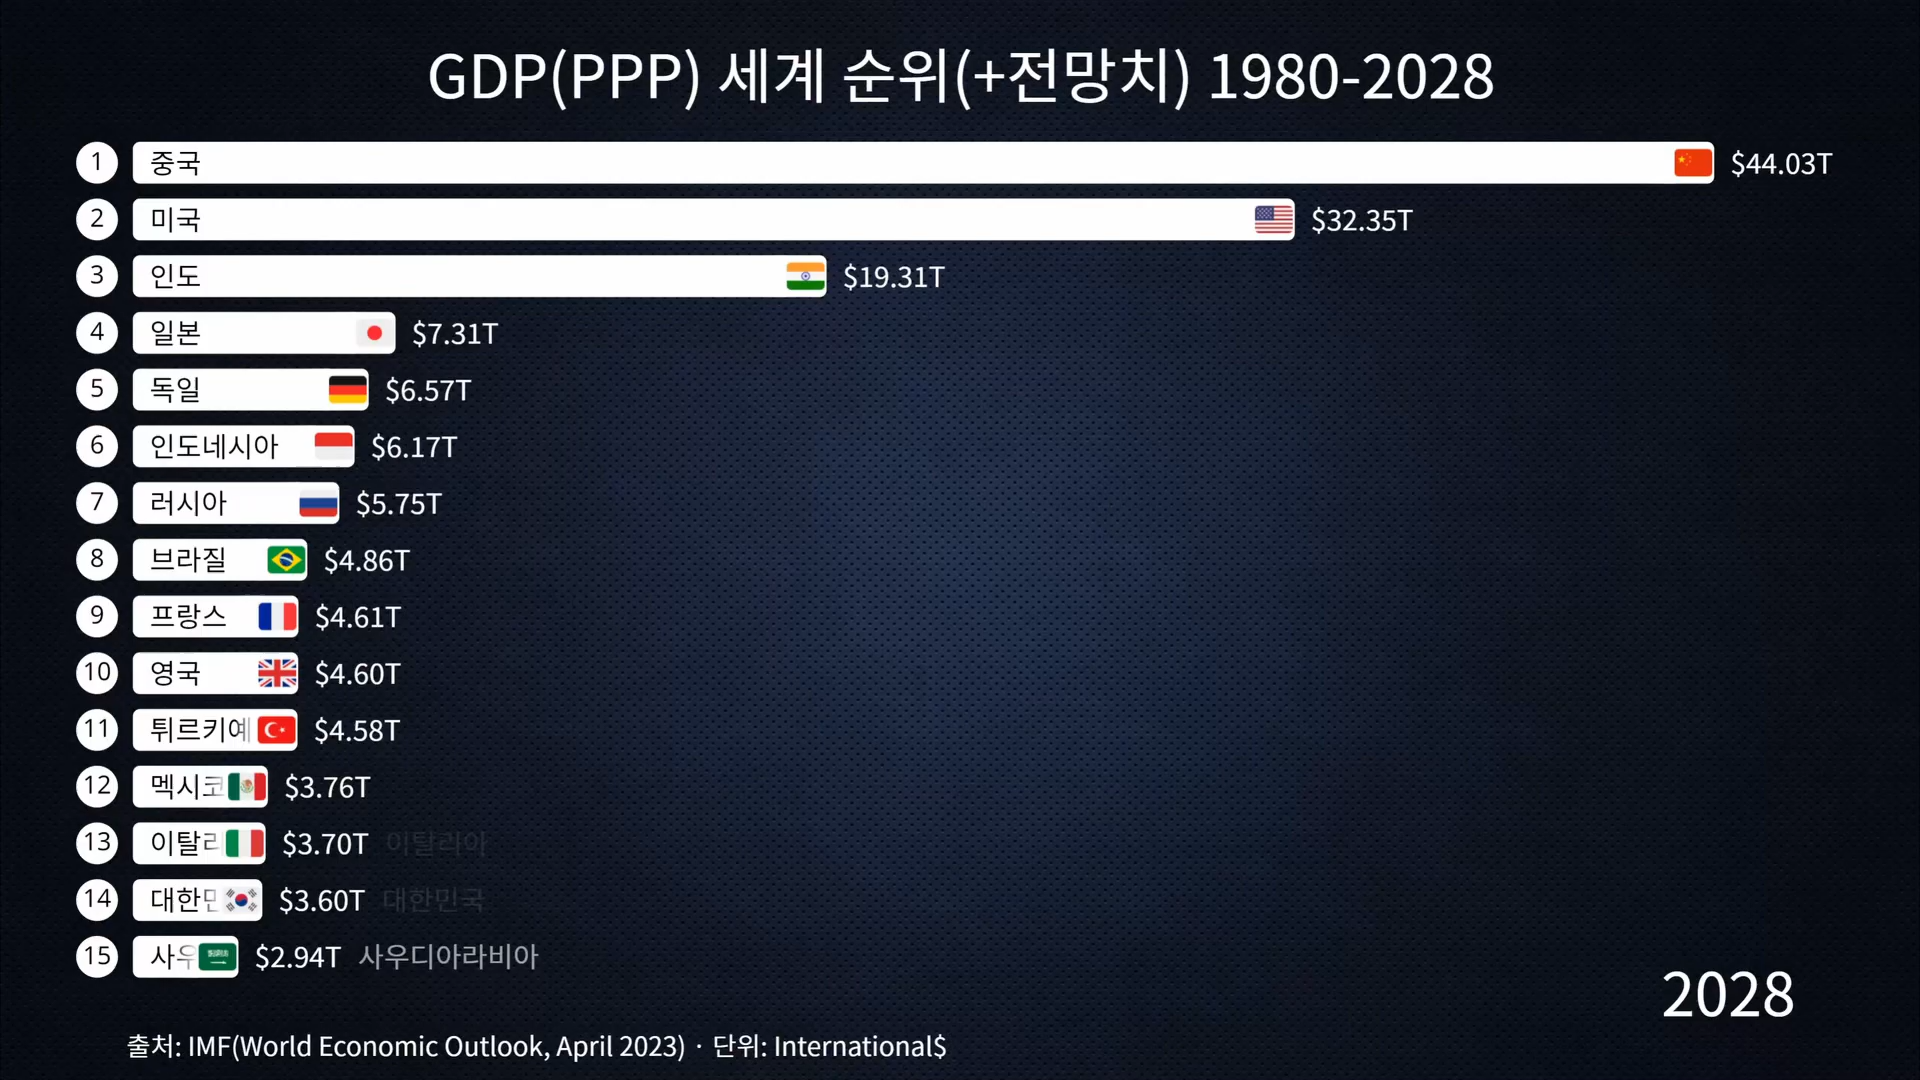 GDP(PPP) 세계 순위(+전망치) 1980-2028
1 중국 $44.03T
2 미국 $32.35T
3 인도 $19.31T
4 일본 $7.31T
5 독일 $6.57T
6 인도네시아 $6.17T
7 러시아 $5.75T
8 브라질 $4.86T
9 프랑스 $4.61T
10 영국 $4.60T
11 튀르키예 $4.58T
12 멕시코 $3.76T
13 이탈리 $3.70T 이탈리아
14 대한민 $3.60T 대한민국
15 사우 $2.94T 사우디아라비아
2028
출처: IMF(World Economic Outlook, April 2023) · 단위: International$